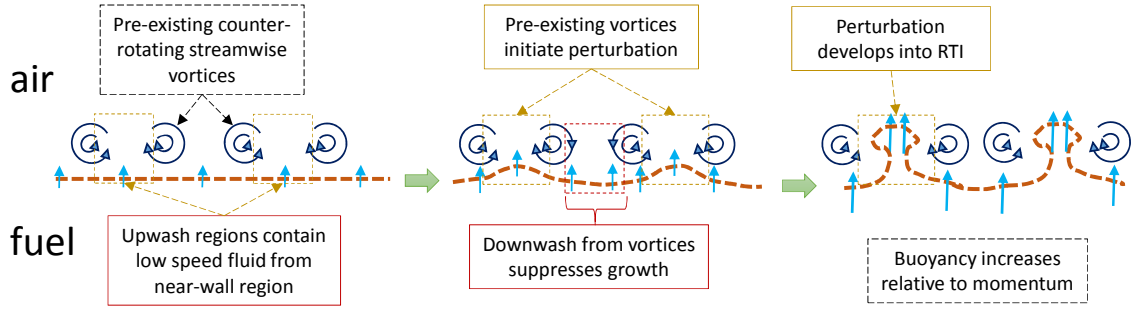 Pre-existing counter-
rotating streamwise
vortices
Pre-existing vortices
initiate perturbation
Perturbation
develops into RTI
air
fuel
Upwash regions contain
low speed fluid from
near-wall region
Downwash from vortices
suppresses growth
Buoyancy increases
relative to momentum